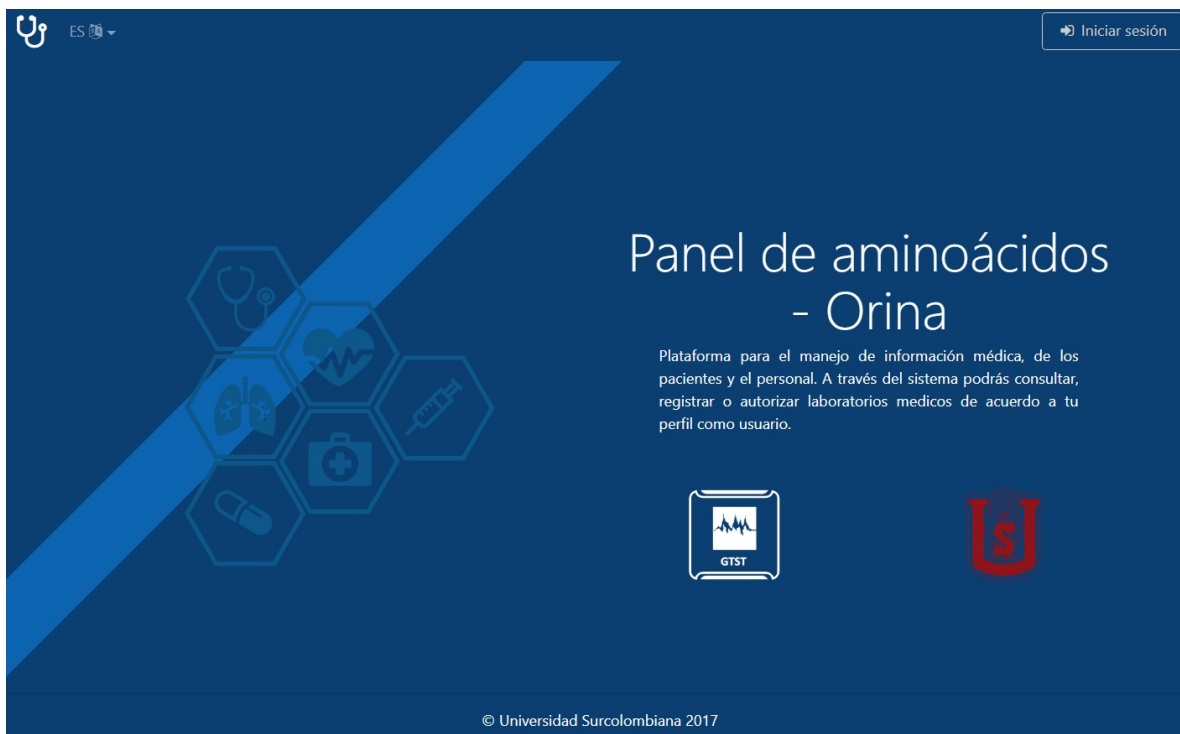 ES
Iniciar sesión
Panel de aminoácidos
- Orina
Plataforma para el manejo de información médica, de los
pacientes y el personal. A través del sistema podrás consultar,
registrar o autorizar laboratorios medicos de acuerdo a tu
perfil como usuario.
GTST
U S
© Universidad Surcolombiana 2017